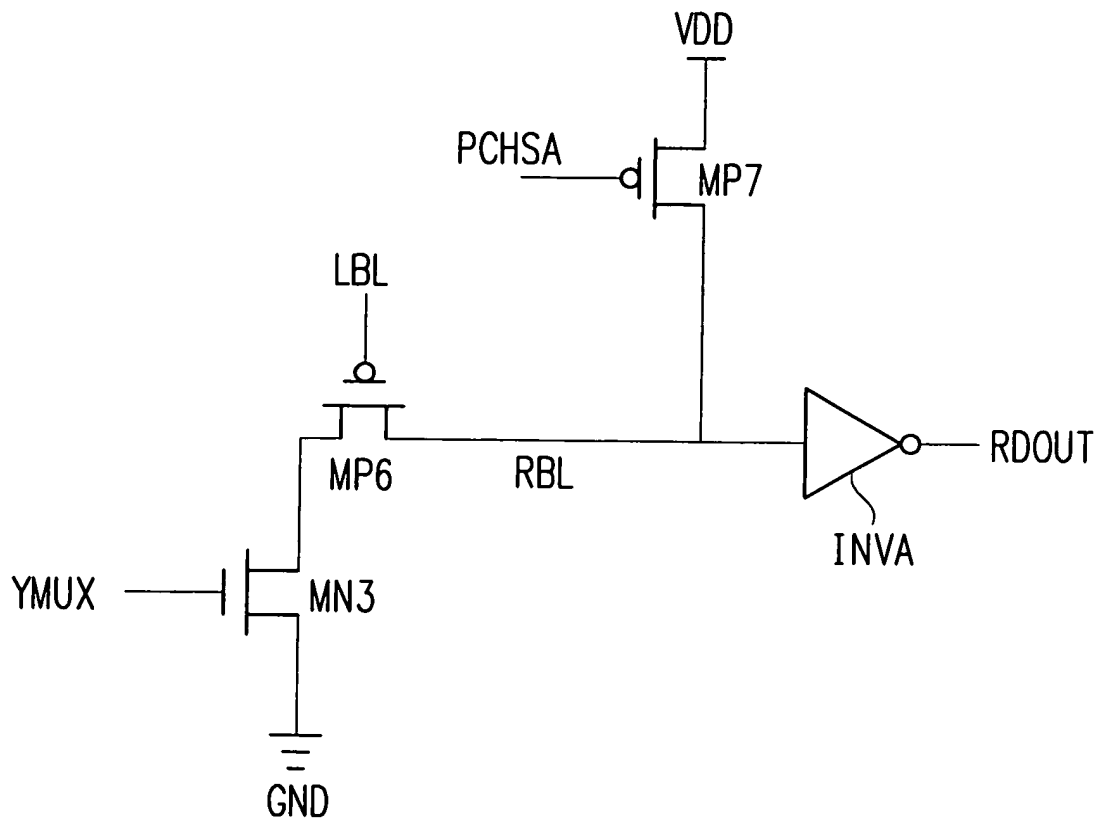 VDD
PCHSA
MP7
LBL
MP6
RBL
RDOUT
INVA
YMUX
MN3
GND